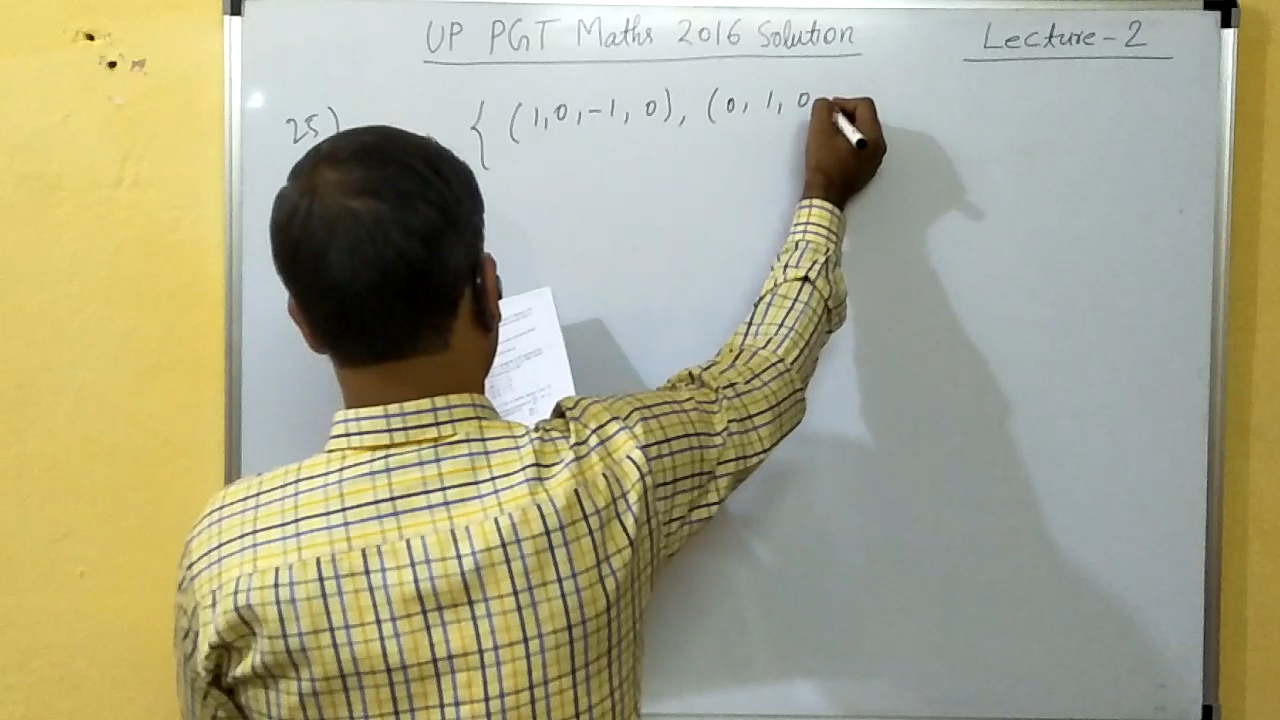 UP PGT Maths 2016 Solution Lecture-2
25) { (1,0,-1,0), (0,1,0